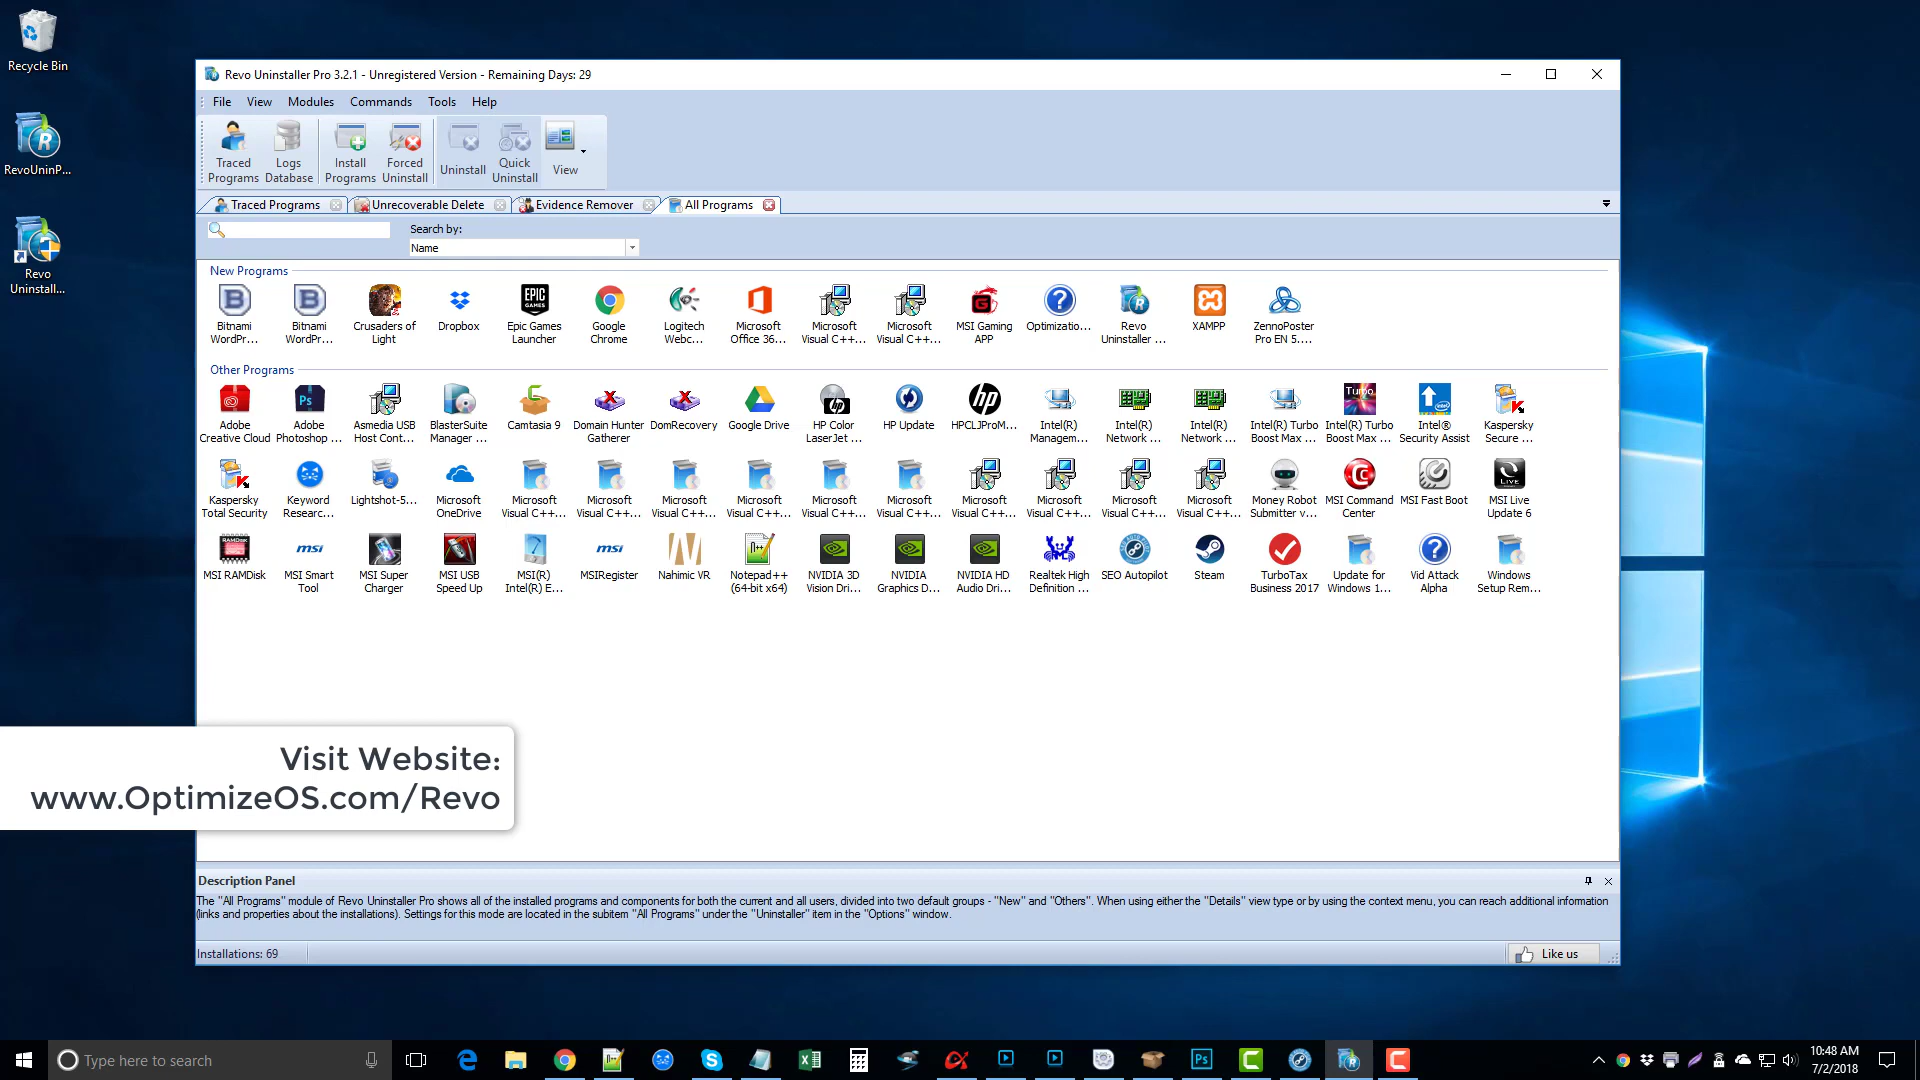 Recycle Bin
RevoUninP...
Revo
Uninstall...
Revo Uninstaller Pro 3.2.1 - Unregistered Version - Remaining Days: 29
File View Modules Commands Tools Help
Traced Programs
Logs Database
Install Programs
Forced Uninstall
Uninstall
Quick Uninstall
View
Traced Programs Unrecoverable Delete Evidence Remover All Programs
Search by:
Name
New Programs
Bitnami WordPr...
Bitnami WordPr...
Crusaders of Light
Dropbox
Epic Games Launcher
Google Chrome
Logitech Webc...
Microsoft Office 36...
Microsoft Visual C++...
Microsoft Visual C++...
MSI Gaming APP
Optimizatio...
Revo Uninstaller ...
XAMPP
ZennoPoster Pro EN 5....
Other Programs
Adobe Creative Cloud
Adobe Photoshop ...
Asmedia USB Host Cont...
BlasterSuite Manager ...
Camtasia 9
Domain Hunter Gatherer
DomRecovery
Google Drive
HP Color LaserJet ...
HP Update
HPCLJProM...
Intel(R) Managem...
Intel(R) Network ...
Intel(R) Network ...
Intel(R) Turbo Boost Max ...
Intel(R) Turbo Boost Max ...
Intel® Security Assist
Kaspersky Secure ...
Kaspersky Total Security
Keyword Researc...
Lightshot-5...
Microsoft OneDrive
Microsoft Visual C++...
Microsoft Visual C++...
Microsoft Visual C++...
Microsoft Visual C++...
Microsoft Visual C++...
Microsoft Visual C++...
Microsoft Visual C++...
Microsoft Visual C++...
Microsoft Visual C++...
Microsoft Visual C++...
Money Robot Submitter v...
MSI Command Center
MSI Fast Boot
MSI Live Update 6
MSI RAMDisk
MSI Smart Tool
MSI Super Charger
MSI USB Speed Up
MSI(R) Intel(R) E...
MSIRegister
Nahimic VR
Notepad++ (64-bit x64)
NVIDIA 3D Vision Dri...
NVIDIA Graphics D...
NVIDIA HD Audio Dri...
Realtek High Definition ...
SEO Autopilot
Steam
TurboTax Business 2017
Update for Windows 1...
Vid Attack Alpha
Windows Setup Rem...
Visit Website:
www.OptimizeOS.com/Revo
Description Panel
The "All Programs" module of Revo Uninstaller Pro shows all of the installed programs and components for both the current and all users, divided into two default groups - "New" and "Others". When using either the "Details" view type or by using the context menu, you can reach additional information
(links and properties about the installations). Settings for this mode are located in the subitem "All Programs" under the "Uninstaller" item in the "Options" window.
Installations: 69
Like us
Type here to search
10:48 AM
7/2/2018